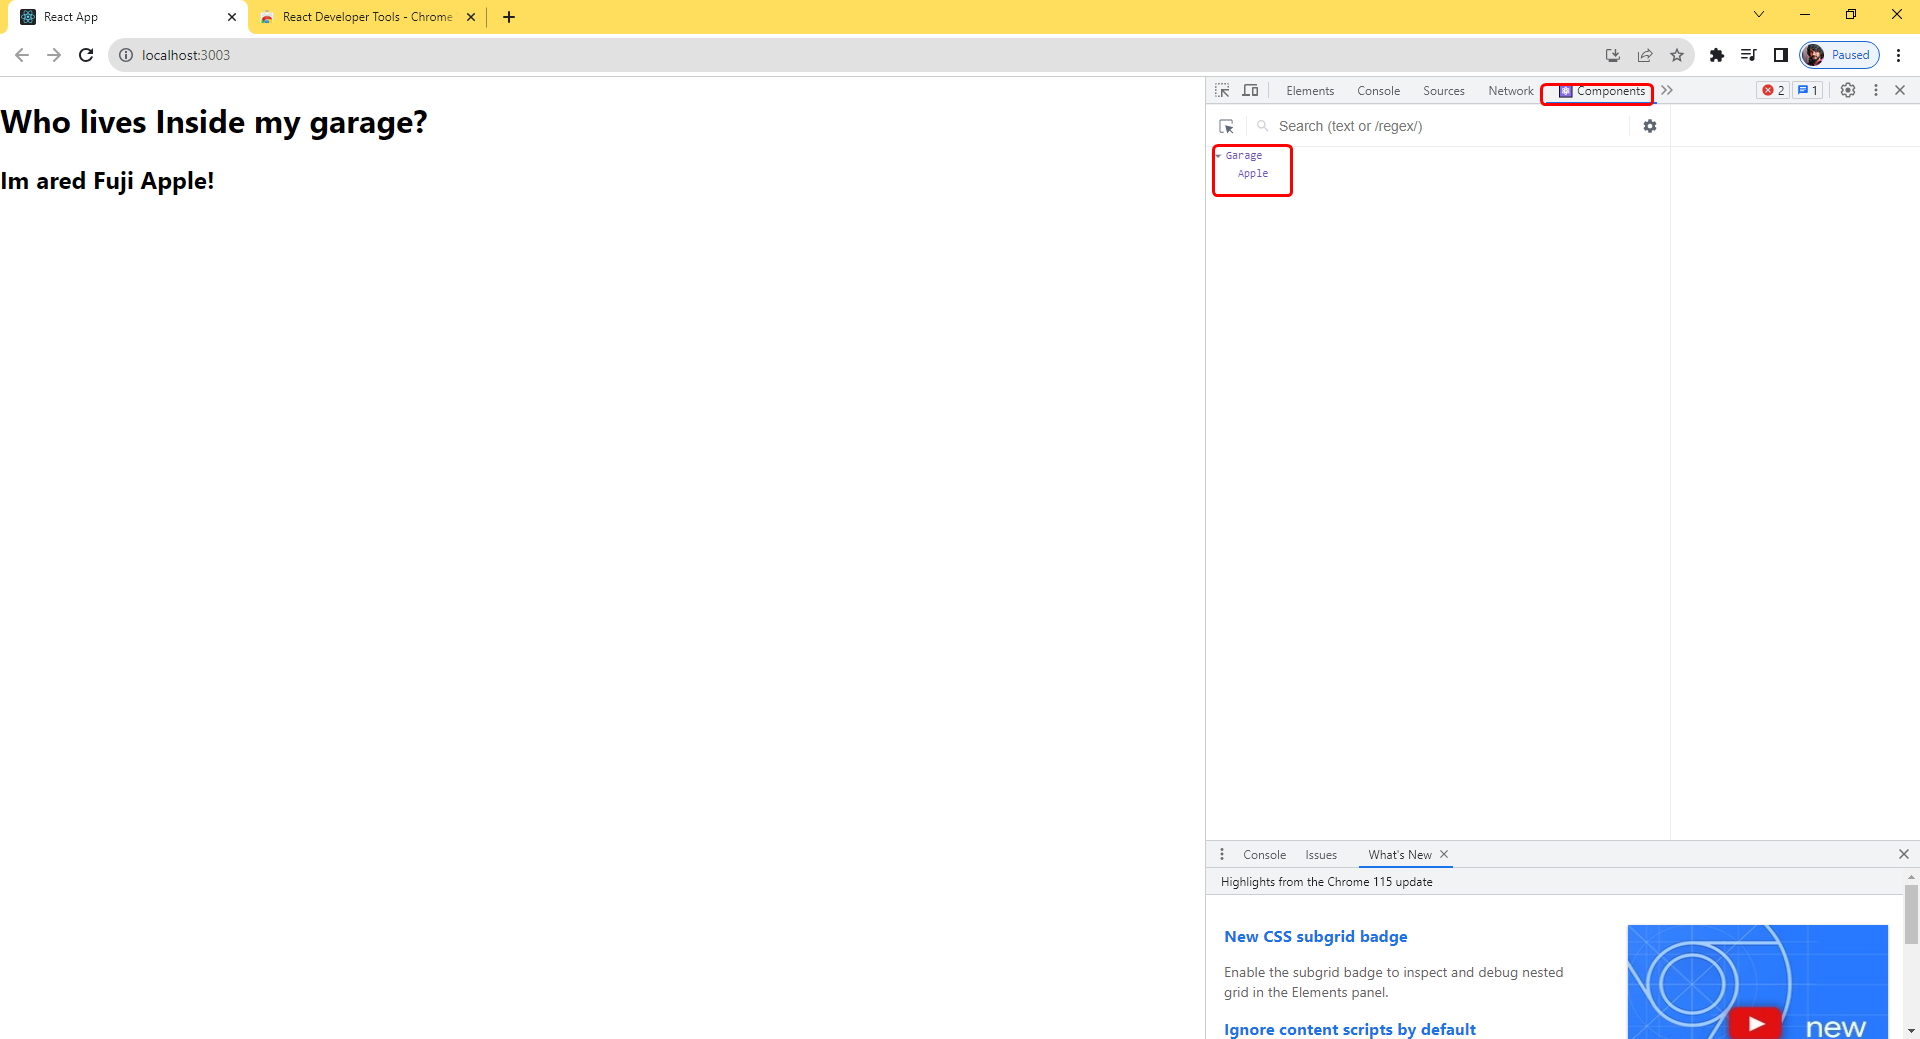 React App
React Developer Tools - Chrome
localhost:3003
Paused
Who lives Inside my garage?
Im ared Fuji Apple!
Elements Console Sources Network Components 2 1
Search (text or /regex/)
Garage
Apple
Console Issues What's New
Highlights from the Chrome 115 update
New CSS subgrid badge
Enable the subgrid badge to inspect and debug nested
grid in the Elements panel.
Ignore content scripts by default
new